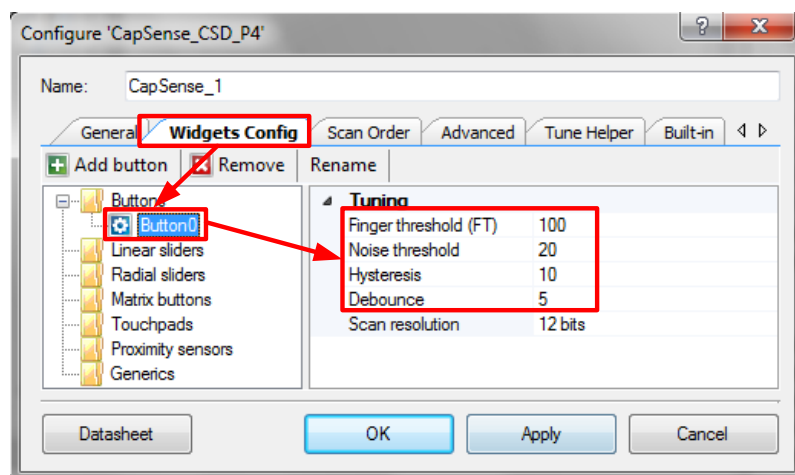 Configure 'CapSense_CSD_P4'
Name: CapSense_1
General Widgets Config Scan Order Advanced Tune Helper Built-in
Add button Remove Rename
Buttons
Button0
Linear sliders
Radial sliders
Matrix buttons
Touchpads
Proximity sensors
Generics
Tuning
Finger threshold (FT) 100
Noise threshold 20
Hysteresis 10
Debounce 5
Scan resolution 12 bits
Datasheet OK Apply Cancel